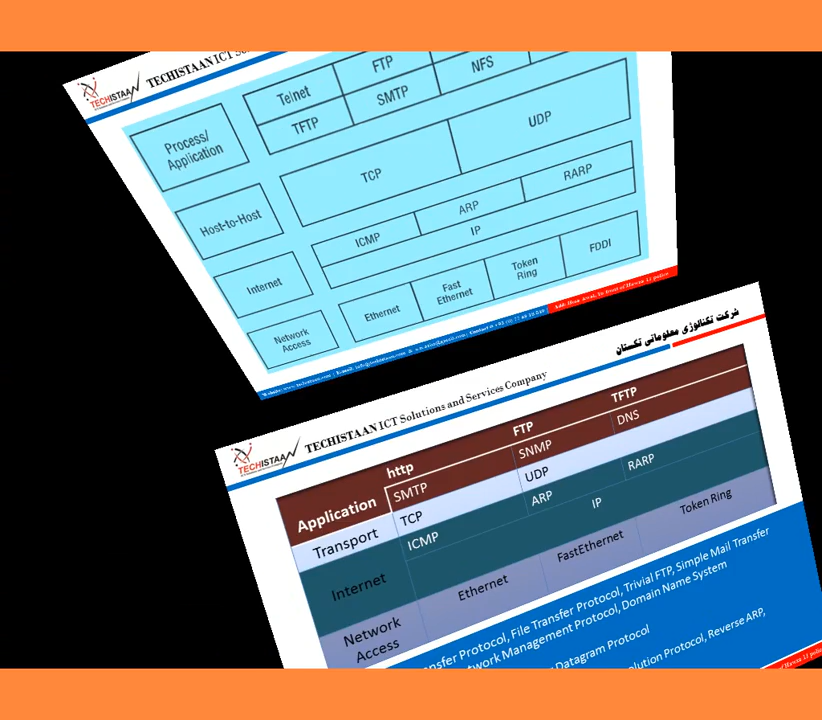 TECHISTAAN
TECHISTAAN ICT
Telnet FTP NFS
TFTP SMTP
Process/
Application
TCP UDP
Host-to-Host
ICMP ARP RARP
IP
Internet
Ethernet Fast
Ethernet Token
Ring FDDI
Network
Access
شرکت تکنالوژی معلوماتی تکستان
TECHISTAAN
TECHISTAAN ICT Solutions and Services Company
Application http FTP TFTP
SMTP SNMP DNS
Transport TCP UDP
Internet ICMP ARP RARP
IP
Network
Access Ethernet FastEthernet Token Ring
Protocol, File Transfer Protocol, Trivial FTP, Simple Mail Transfer
Management Protocol, Domain Name System
Datagram Protocol
Protocol, Reverse ARP,